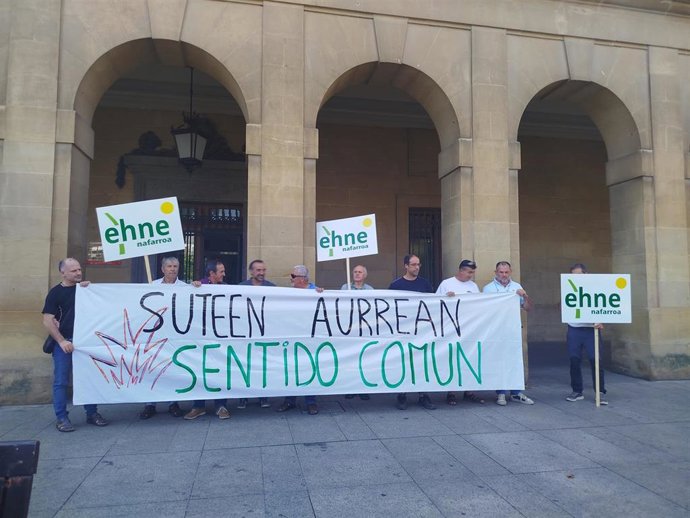 ehne
nafarroa
ehne
nafarroa
SUTEEN AURREAN
SENTIDO COMUN
ehne
nafarroa